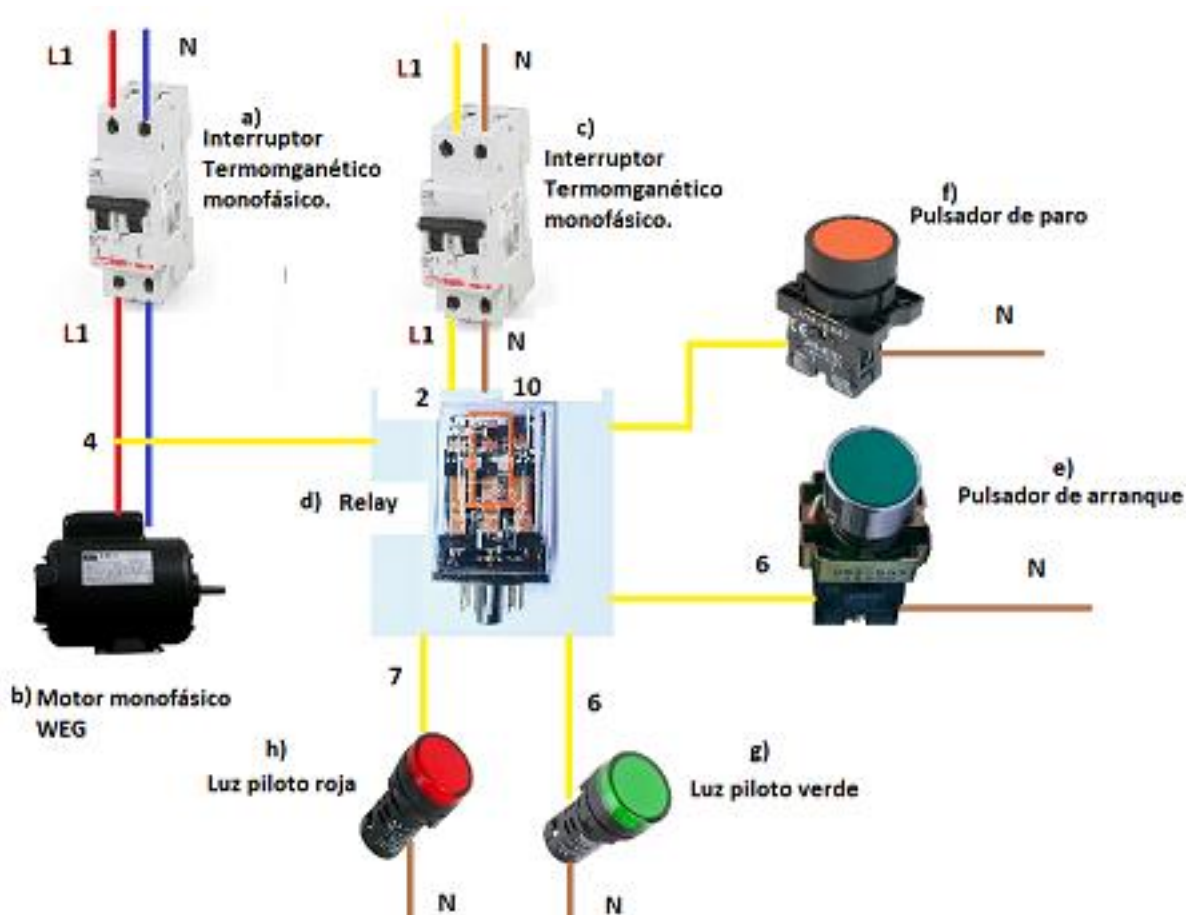 L1
N
a)
Interruptor
Termomganético
monofásico.
L1
N
c)
Interruptor
Termomganético
monofásico.
f)
Pulsador de paro
L1
L1
N
N
2
10
4
d) Relay
e)
Pulsador de arranque
6
N
b) Motor monofásico
WEG
7
6
h)
Luz piloto roja
g)
Luz piloto verde
N
N